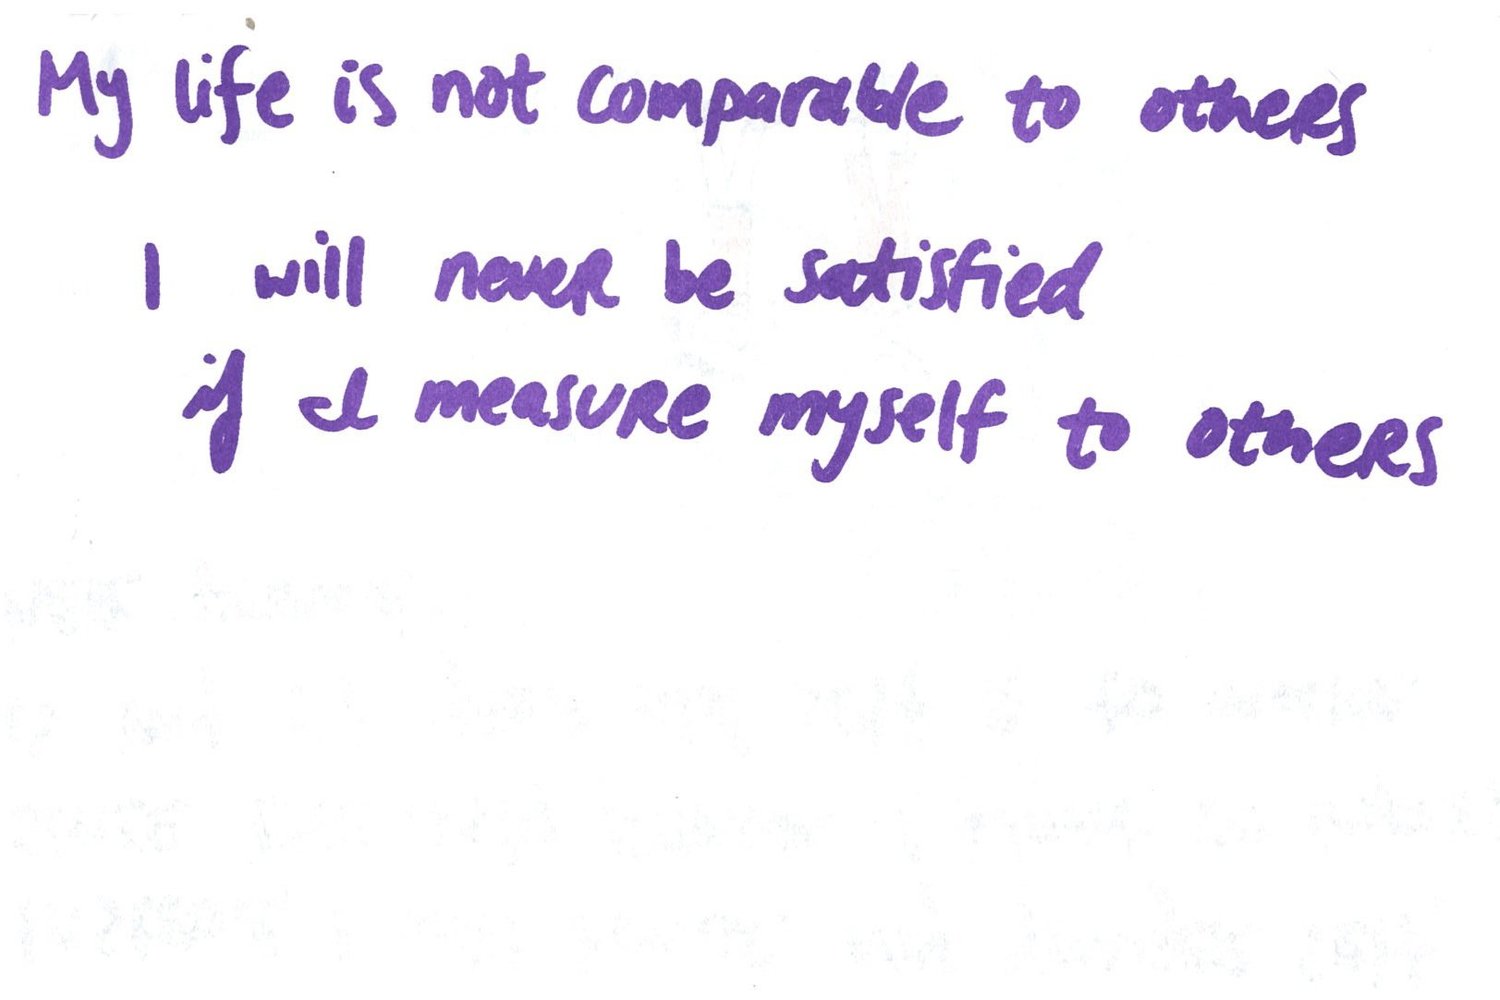 My life is not comparable to others
I will never be satisfied
if I measure myself to others